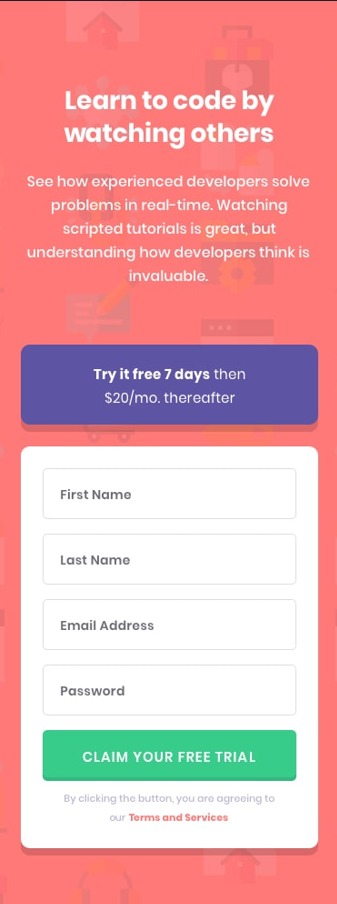 Learn to code by
watching others
See how experienced developers solve
problems in real-time. Watching
scripted tutorials is great, but
understanding how developers think is
invaluable.
Try it free 7 days then
$20/mo. thereafter
First Name
Last Name
Email Address
Password
CLAIM YOUR FREE TRIAL
By clicking the button, you are agreeing to
our Terms and Services